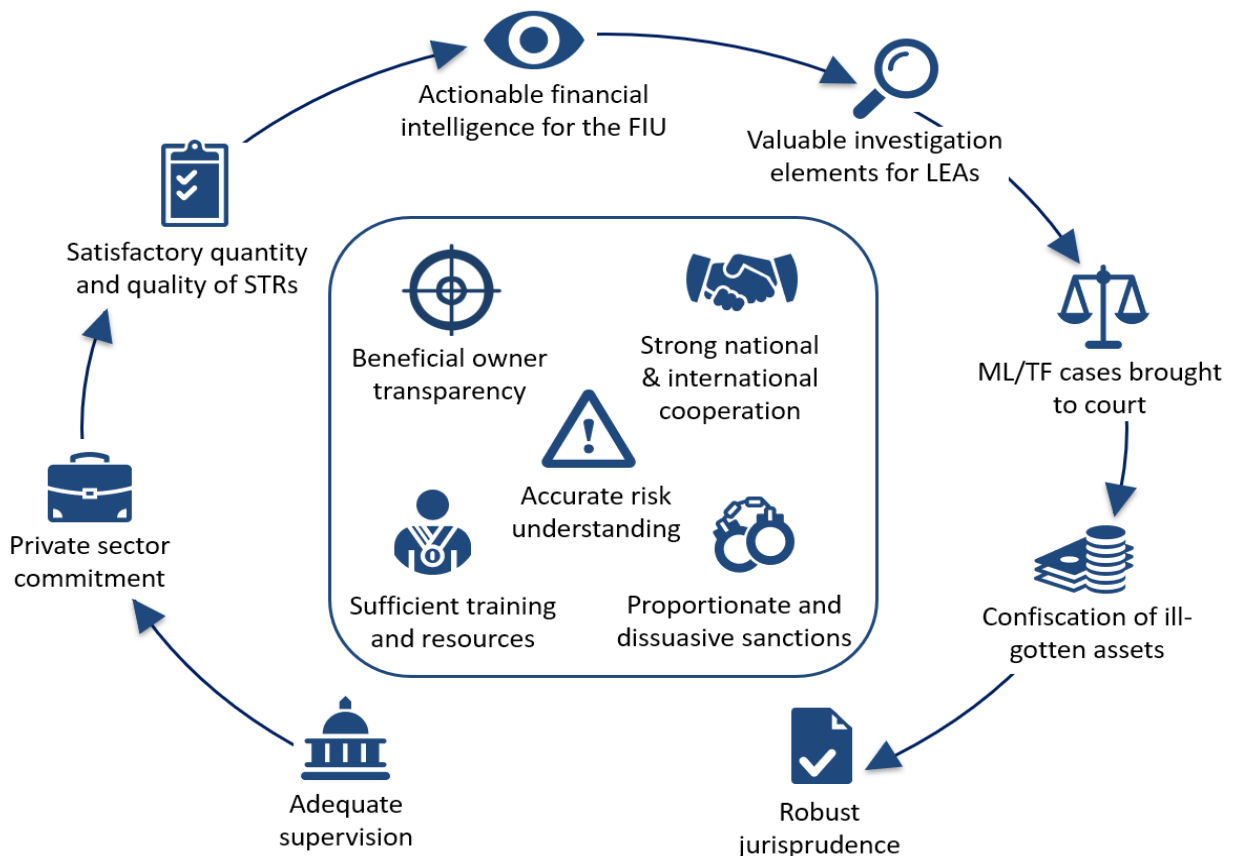 Actionable financial
intelligence for the FIU
Valuable investigation
elements for LEAs
Satisfactory quantity
and quality of STRs
Beneficial owner
transparency
Strong national
& international
cooperation
ML/TF cases brought
to court
Accurate risk
understanding
Private sector
commitment
Sufficient training
and resources
Proportionate and
dissuasive sanctions
Confiscation of ill-
gotten assets
Adequate
supervision
Robust
jurisprudence